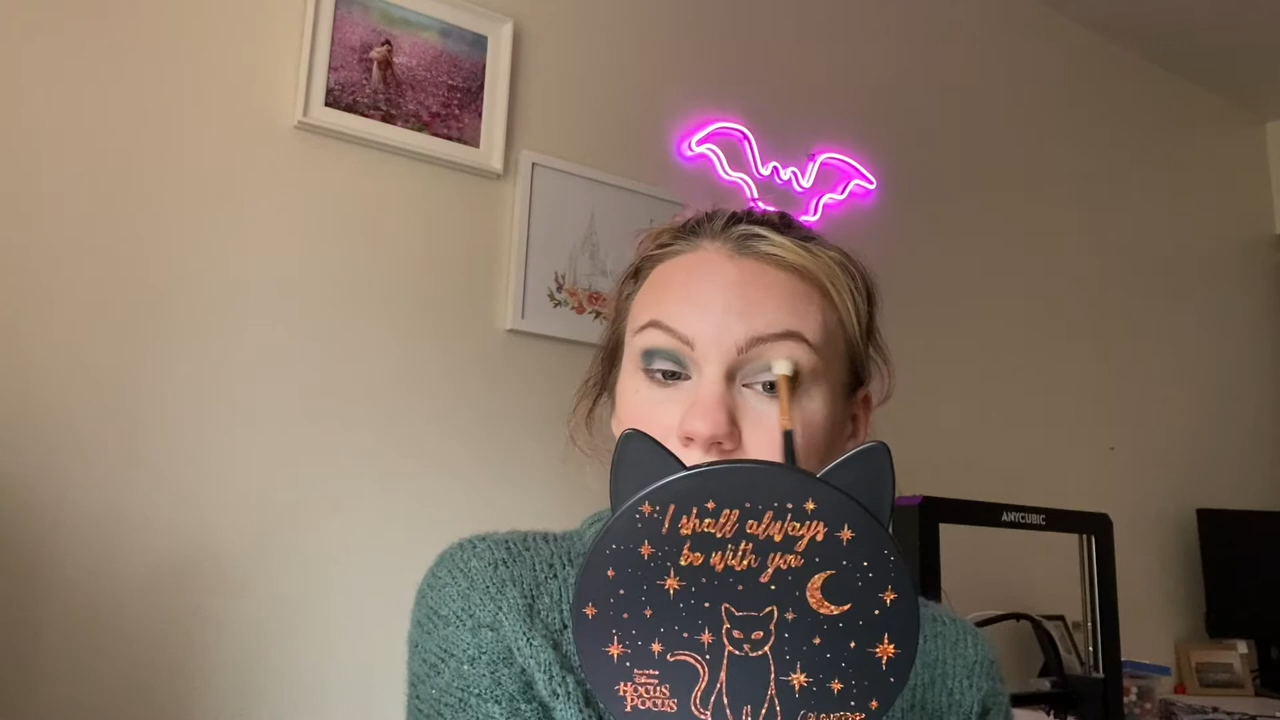 ANYCUBIC
I shall always
be with you
Disney
HOCUS
POCUS